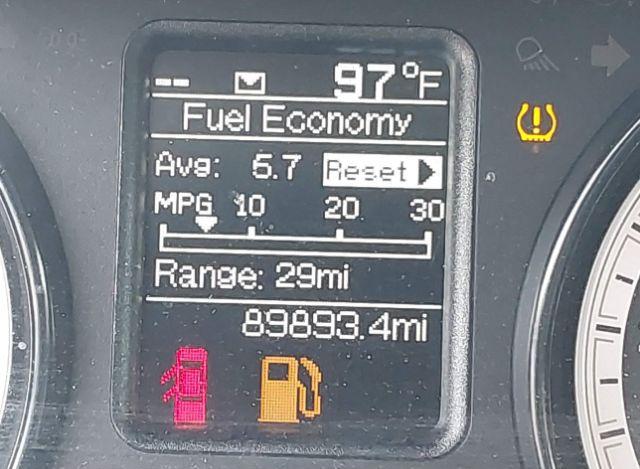 -- 97°F
Fuel Economy
Avg: 5.7 Reset
MPG 10 20 30
Range: 29mi
89893.4mi